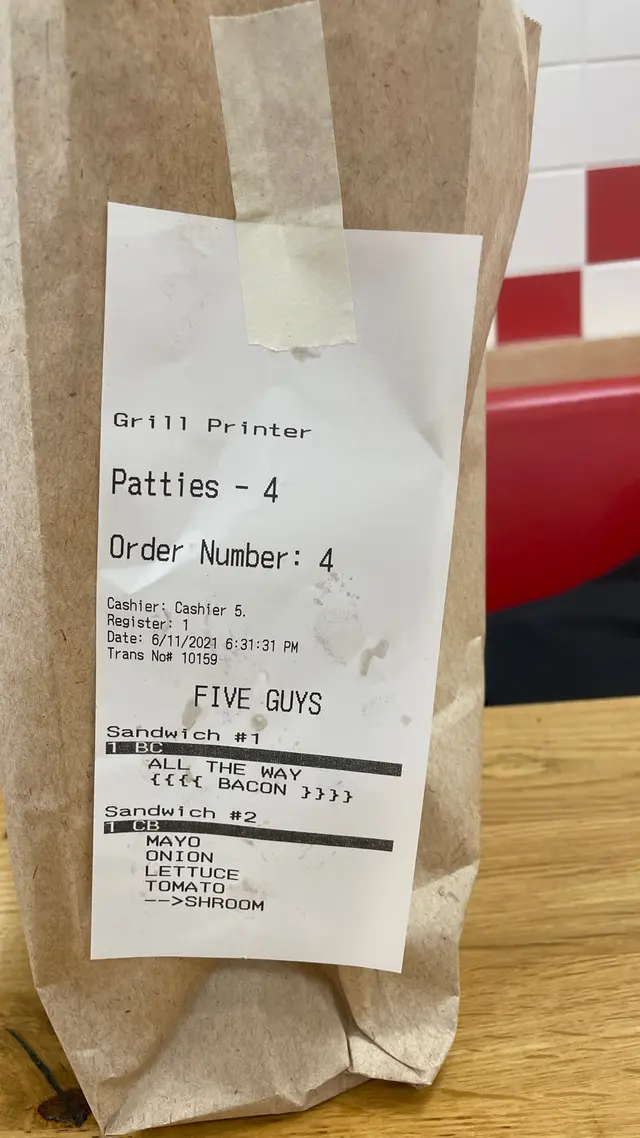 Grill Printer
Patties - 4
Order Number: 4
Cashier: Cashier 5.
Register: 1
Date: 6/11/2021 6:31:31 PM
Trans No# 10159
FIVE GUYS
Sandwich #1
1 BC
ALL THE WAY
{{{{ BACON }}}}
Sandwich #2
1 CB
MAYO
ONION
LETTUCE
TOMATO
-->SHROOM